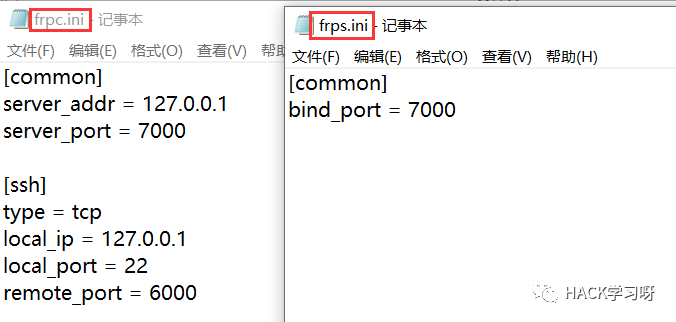 frpc.ini - 记事本
文件(F) 编辑(E) 格式(O) 查看(V) 帮助
[common]
server_addr = 127.0.0.1
server_port = 7000
[ssh]
type = tcp
local_ip = 127.0.0.1
local_port = 22
remote_port = 6000
frps.ini - 记事本
文件(F) 编辑(E) 格式(O) 查看(V) 帮助(H)
[common]
bind_port = 7000
HACK学习呀